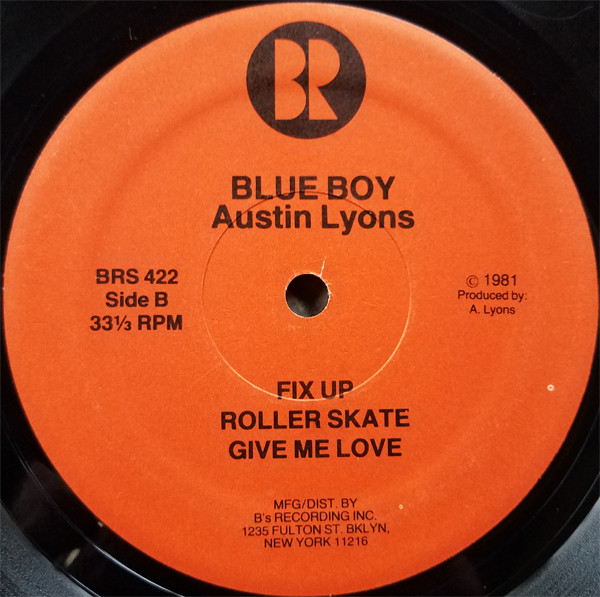 BR
BLUE BOY
Austin Lyons
BRS 422
Side B
33⅓ RPM
© 1981
Produced by:
A. Lyons
FIX UP
ROLLER SKATE
GIVE ME LOVE
MFG/DIST. BY
B's RECORDING INC.
1235 FULTON ST. BKLYN,
NEW YORK 11216